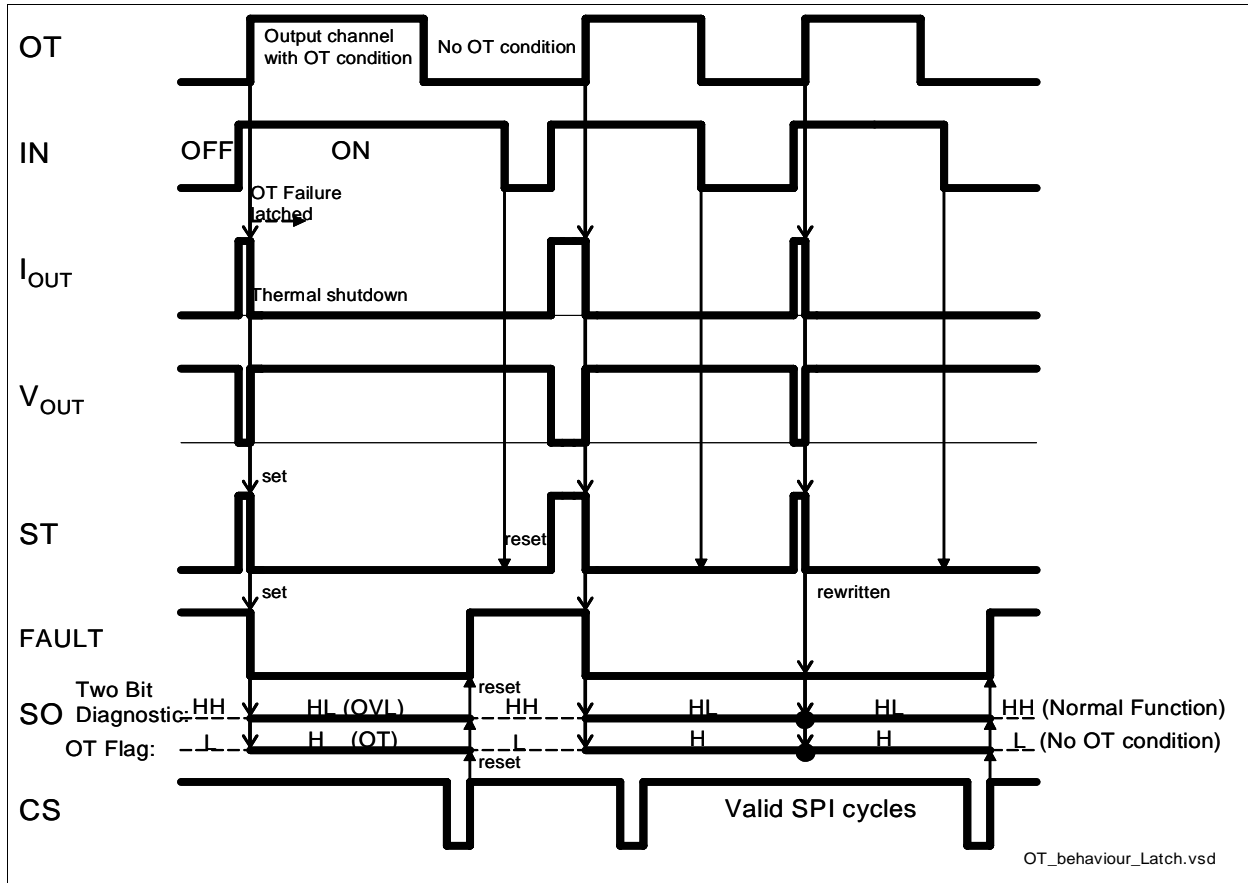 OT
Output channel
with OT condition
No OT condition
IN
OFF
ON
OT Failure
latched
IOUT
Thermal shutdown
VOUT
set
ST
reset
set
rewritten
FAULT
reset
SO
Two Bit
Diagnostic:
HH
HL (OVL)
HH
HL
HL
HH (Normal Function)
OT Flag:
L
H (OT)
L
H
H
L (No OT condition)
reset
CS
Valid SPI cycles
OT_behaviour_Latch.vsd